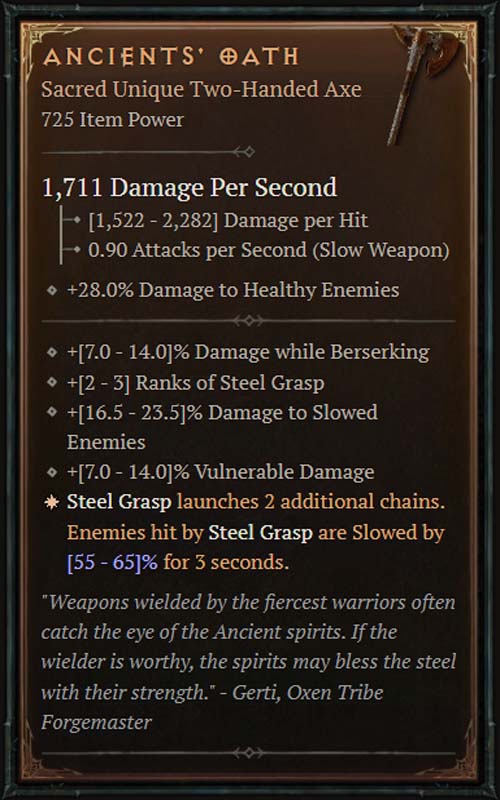 ANCIENTS' OATH
Sacred Unique Two-Handed Axe
725 Item Power
1,711 Damage Per Second
[1,522 - 2,282] Damage per Hit
0.90 Attacks per Second (Slow Weapon)
+28.0% Damage to Healthy Enemies
+[7.0 - 14.0]% Damage while Berserking
+[2 - 3] Ranks of Steel Grasp
+[16.5 - 23.5]% Damage to Slowed
Enemies
+[7.0 - 14.0]% Vulnerable Damage
Steel Grasp launches 2 additional chains.
Enemies hit by Steel Grasp are Slowed by
[55 - 65]% for 3 seconds.
"Weapons wielded by the fiercest warriors often
catch the eye of the Ancient spirits. If the
wielder is worthy, the spirits may bless the steel
with their strength." - Gerti, Oxen Tribe
Forgemaster